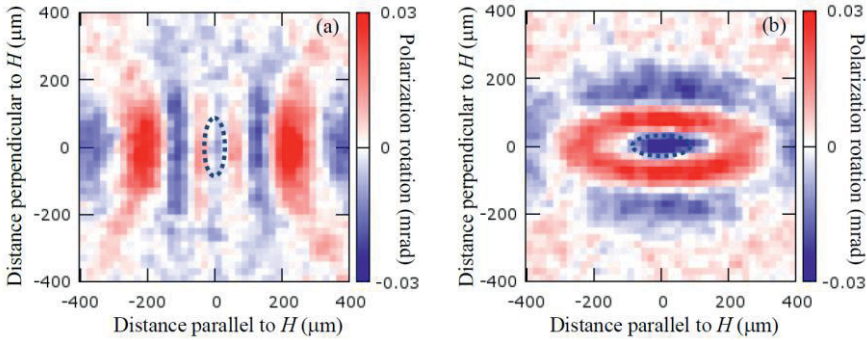 (a)
Distance perpendicular to H (μm)
400
200
0
-200
-400
-400 -200 0 200 400
Distance parallel to H (μm)
0.03
0
-0.03
Polarization rotation (mrad)
(b)
Distance perpendicular to H (μm)
400
200
0
-200
-400
-400 -200 0 200 400
Distance parallel to H (μm)
0.03
0
-0.03
Polarization rotation (mrad)